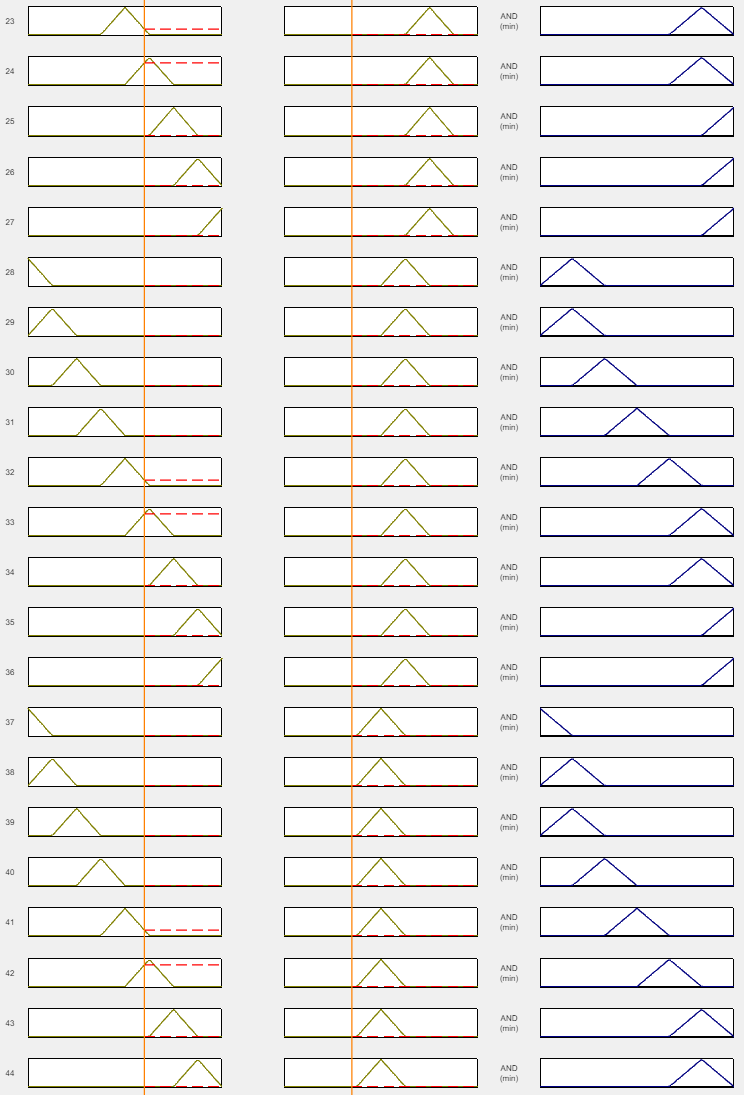 23 AND
(min)
24 AND
(min)
25 AND
(min)
26 AND
(min)
27 AND
(min)
28 AND
(min)
29 AND
(min)
30 AND
(min)
31 AND
(min)
32 AND
(min)
33 AND
(min)
34 AND
(min)
35 AND
(min)
36 AND
(min)
37 AND
(min)
38 AND
(min)
39 AND
(min)
40 AND
(min)
41 AND
(min)
42 AND
(min)
43 AND
(min)
44 AND
(min)